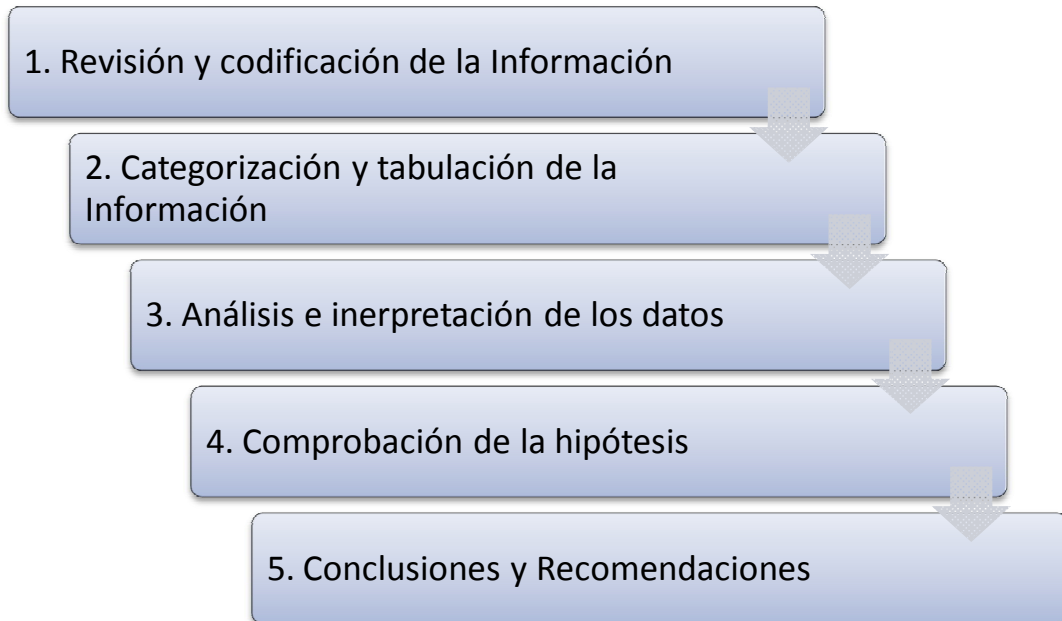 1. Revisión y codificación de la Información
2. Categorización y tabulación de la
Información
3. Análisis e inerpretación de los datos
4. Comprobación de la hipótesis
5. Conclusiones y Recomendaciones